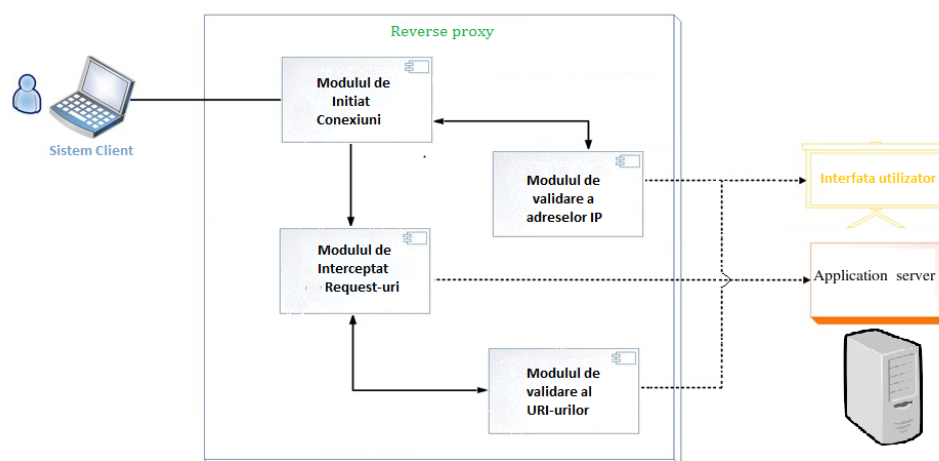 Reverse proxy
Modulul de
Initiat
Conexiuni
Sistem Client
Modulul de
validare a
adreselor IP
Interfata utilizator
Modulul de
Interceptat
Request-uri
Application server
Modulul de
validare al
URI-urilor